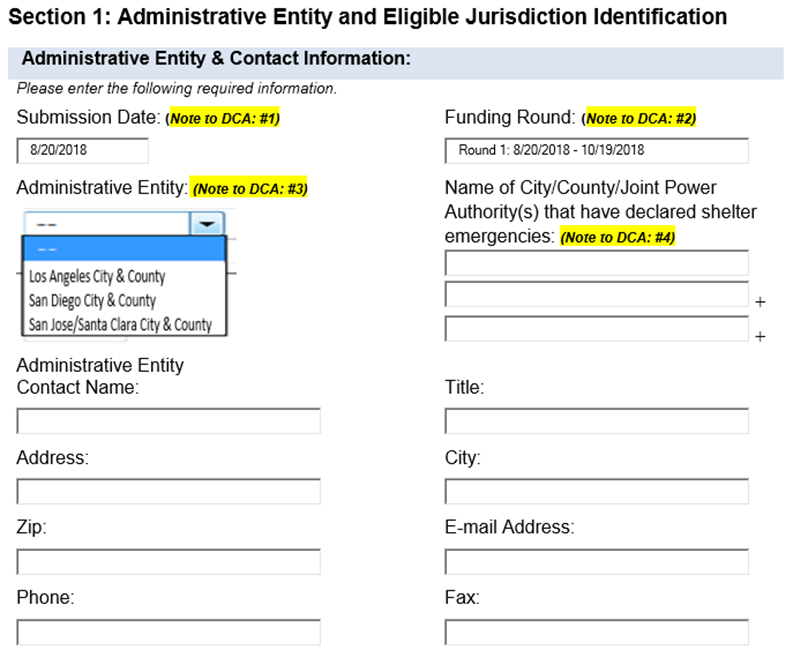 Section 1: Administrative Entity and Eligible Jurisdiction Identification
Administrative Entity & Contact Information:
Please enter the following required information.
Submission Date: (Note to DCA: #1)
8/20/2018
Funding Round: (Note to DCA: #2)
Round 1: 8/20/2018 - 10/19/2018
Administrative Entity: (Note to DCA: #3)
--
--
Los Angeles City & County
San Diego City & County
San Jose/Santa Clara City & County
Name of City/County/Joint Power
Authority(s) that have declared shelter
emergencies: (Note to DCA: #4)
+
+
Administrative Entity
Contact Name:
Title:
Address:
City:
Zip:
E-mail Address:
Phone:
Fax: